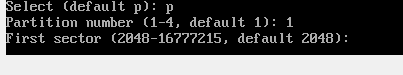 Select (default p): p
Partition number (1-4, default 1): 1
First sector (2048-16777215, default 2048):